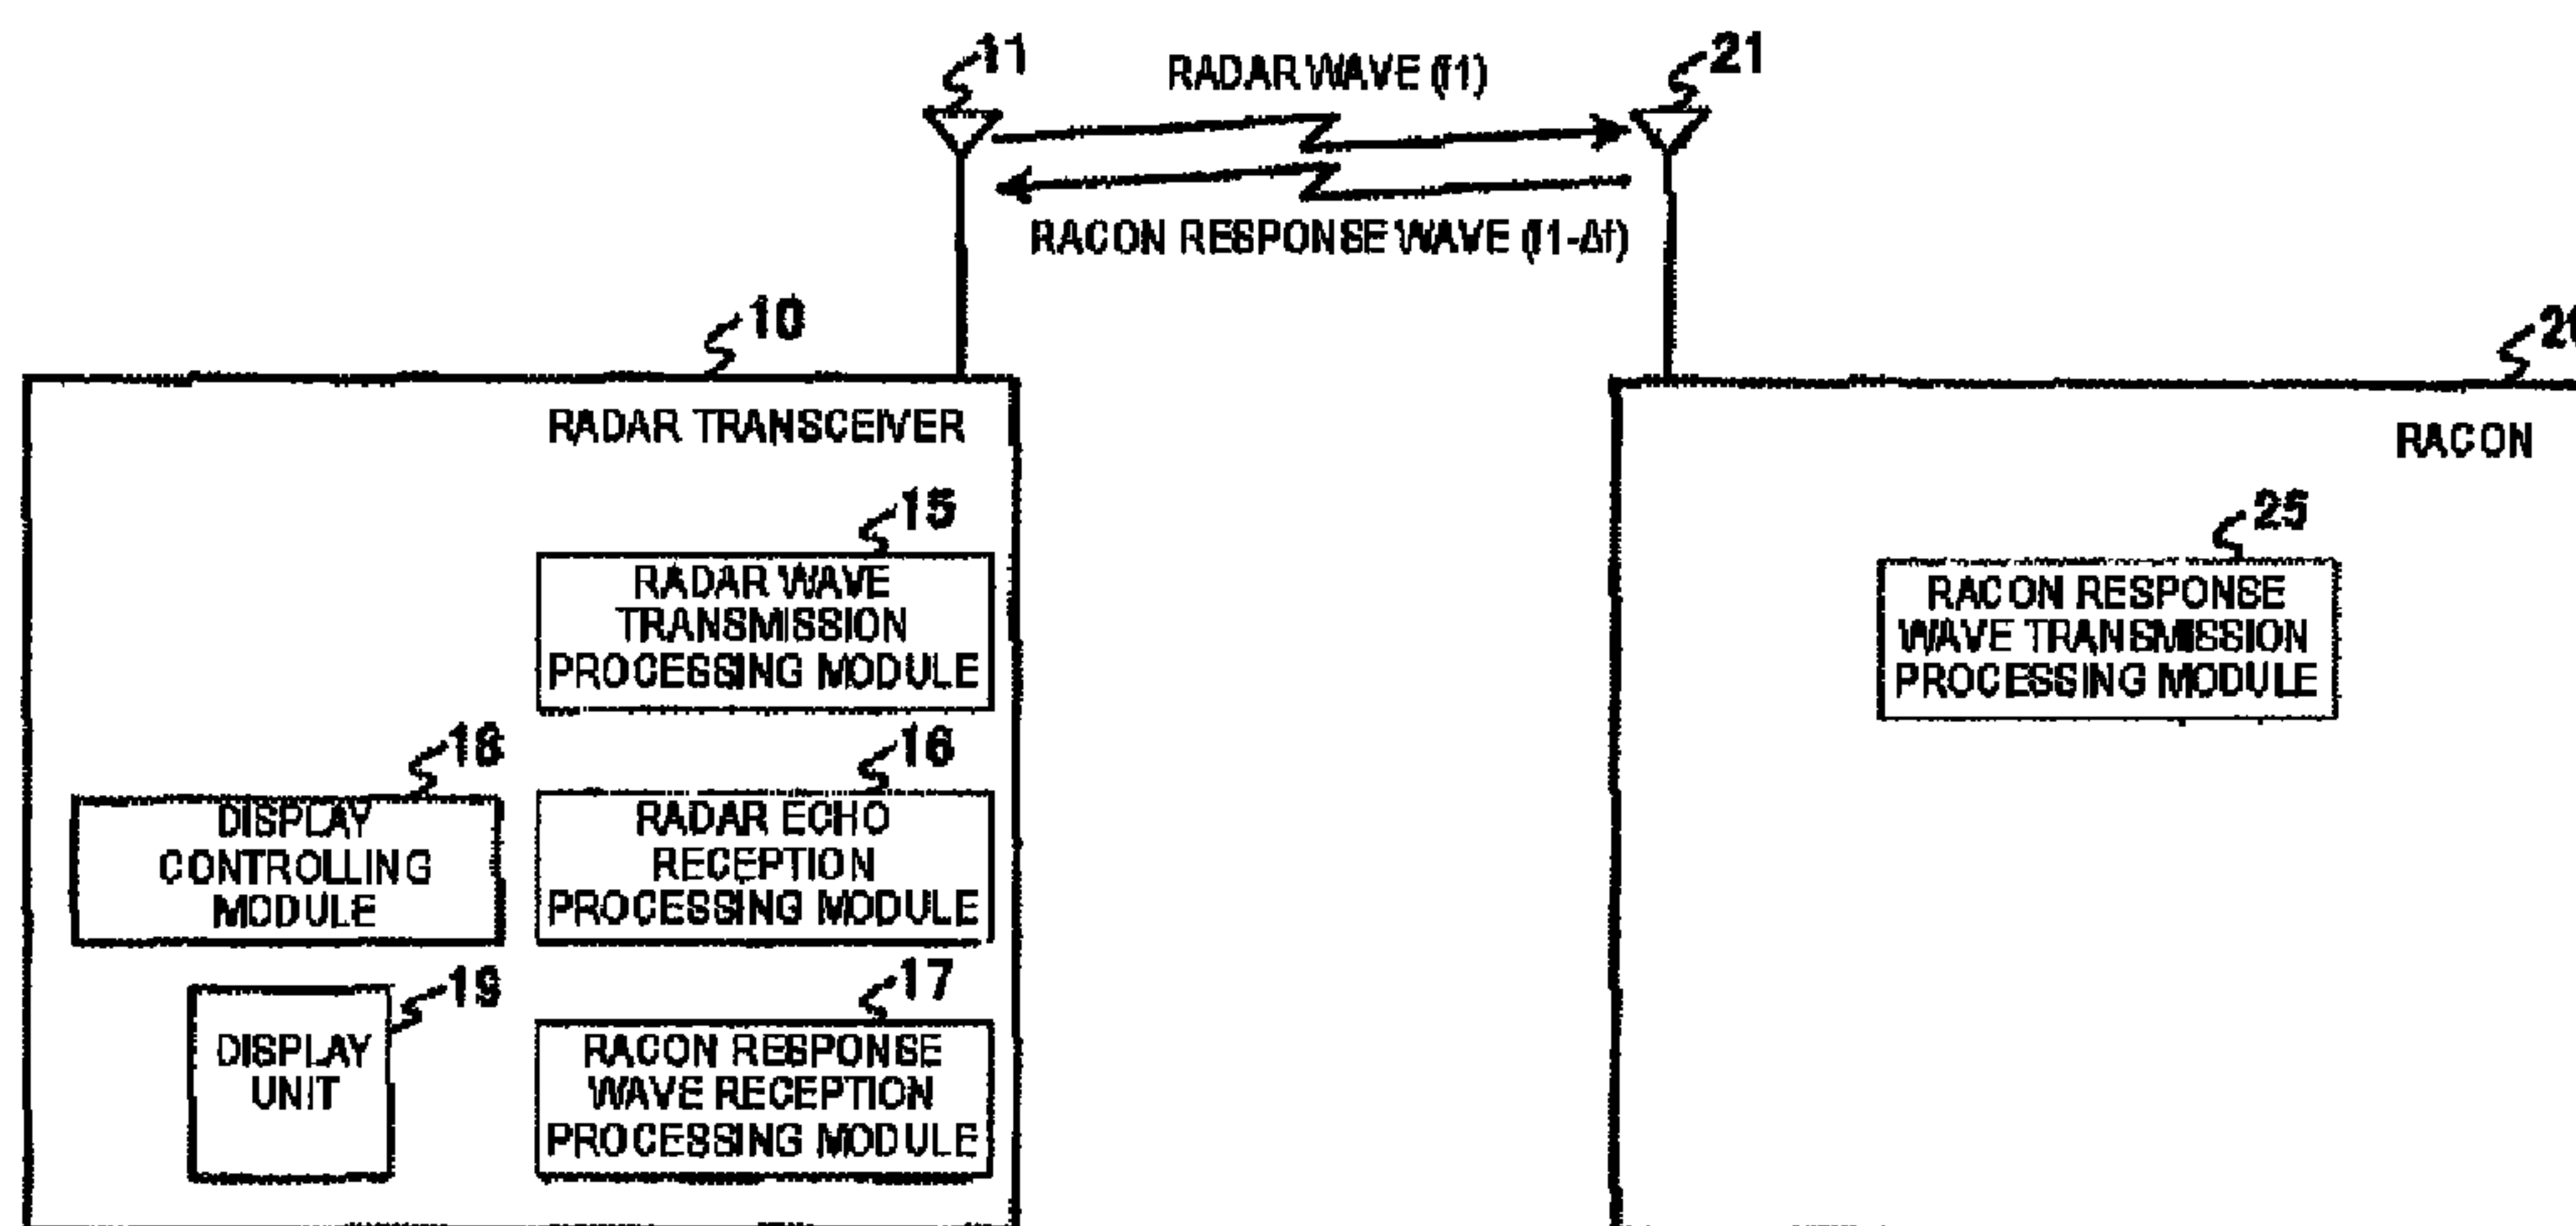 11
RADAR WAVE (f1)
21
RACON RESPONSE WAVE (f1-Δf)
10
RADAR TRANSCEIVER
15
RADAR WAVE
TRANSMISSION
PROCESSING MODULE
18
DISPLAY
CONTROLLING
MODULE
16
RADAR ECHO
RECEPTION
PROCESSING MODULE
19
DISPLAY
UNIT
17
RACON RESPONSE
WAVE RECEPTION
PROCESSING MODULE
RACON
25
RACON RESPONSE
WAVE TRANSMISSION
PROCESSING MODULE